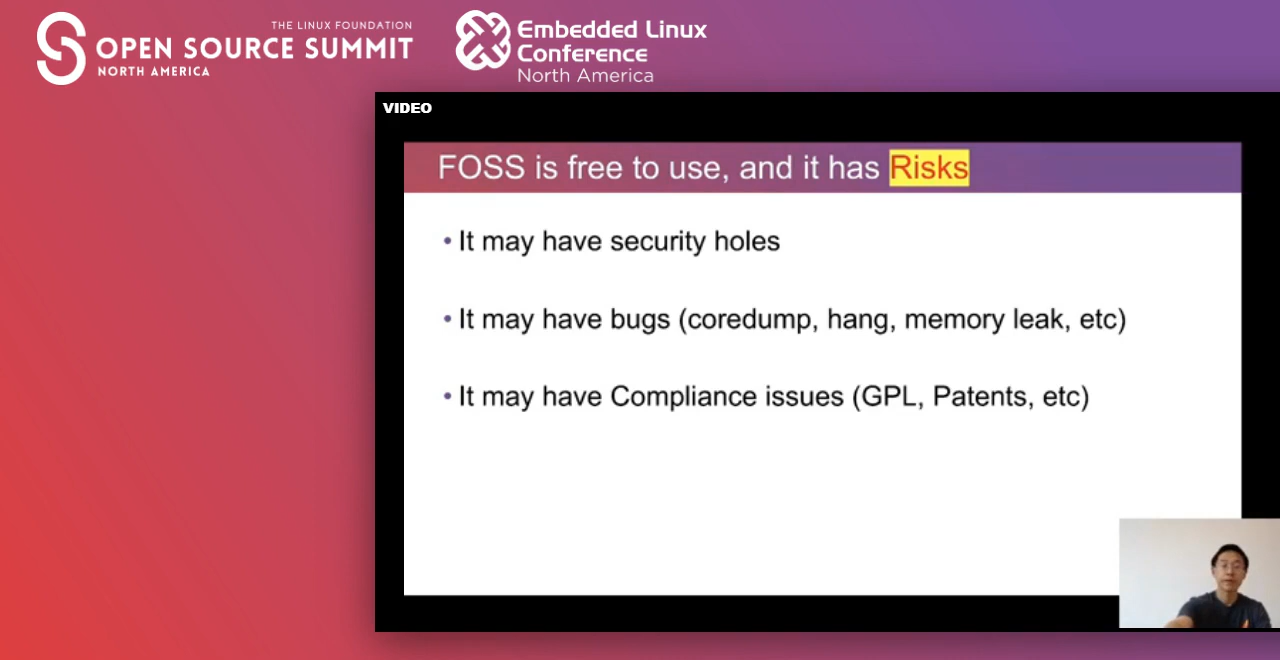 THE LINUX FOUNDATION
OPEN SOURCE SUMMIT
NORTH AMERICA
Embedded Linux
Conference
North America
VIDEO
FOSS is free to use, and it has Risks
• It may have security holes
• It may have bugs (coredump, hang, memory leak, etc)
• It may have Compliance issues (GPL, Patents, etc)